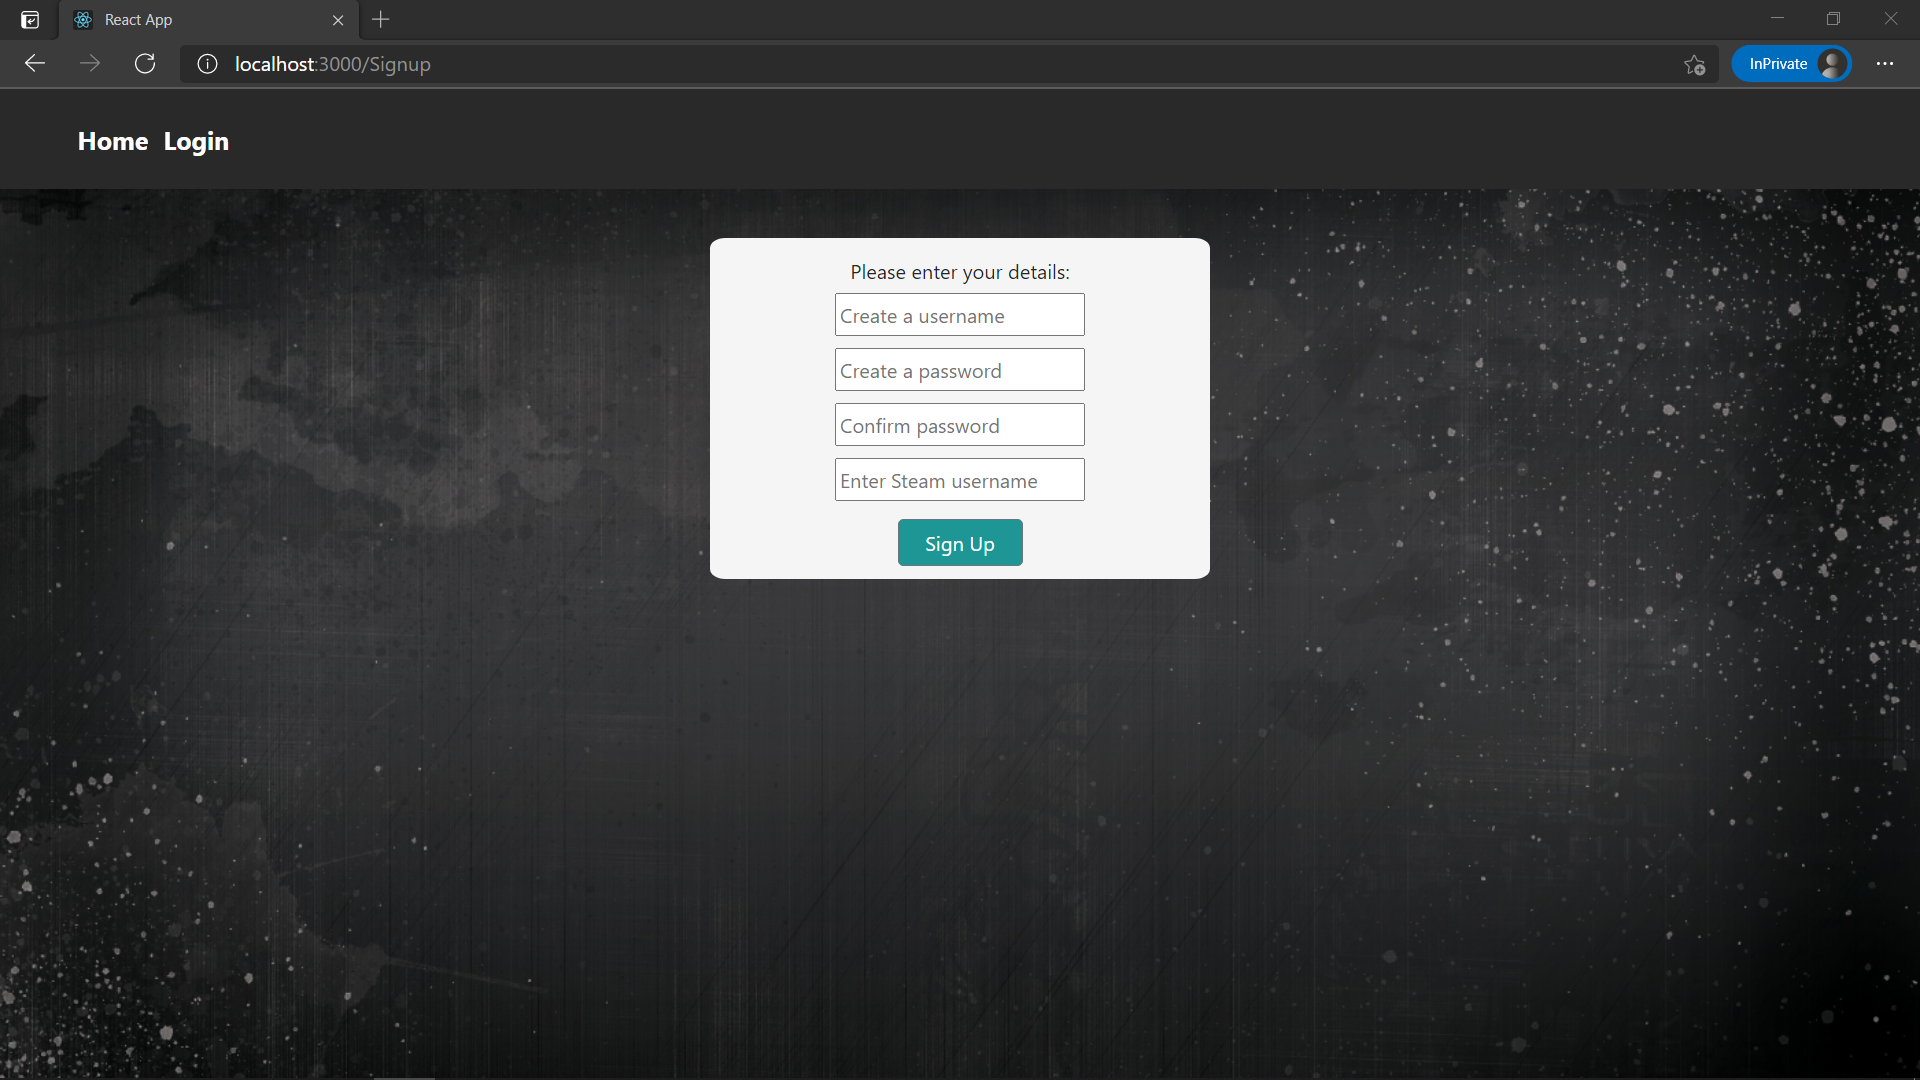 React App
localhost:3000/Signup
InPrivate
Home Login
Please enter your details:
Create a username
Create a password
Confirm password
Enter Steam username
Sign Up